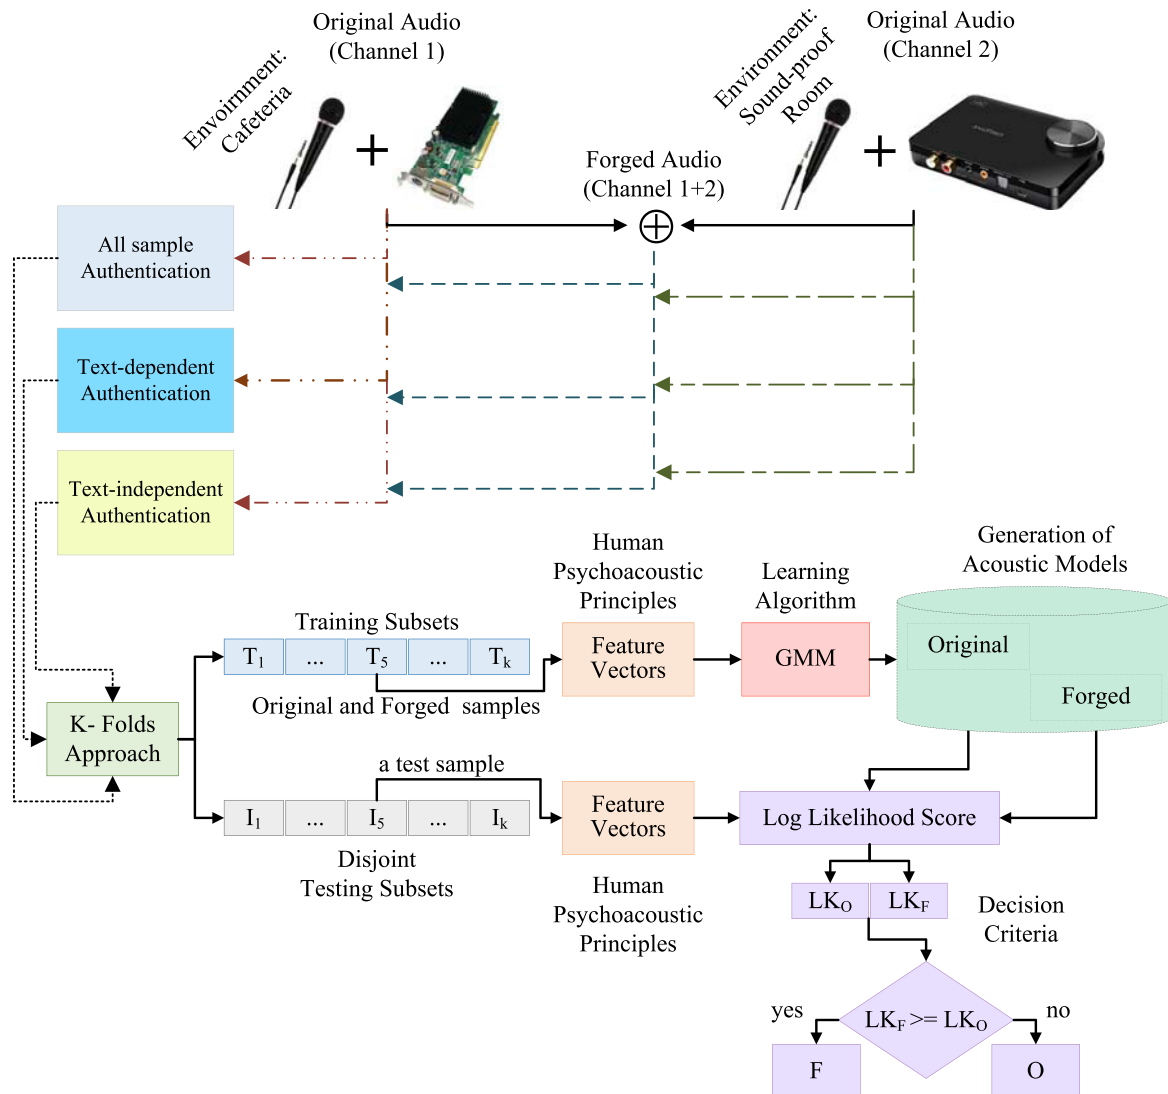 Original Audio
(Channel 1)
Envoirnment:
Cafeteria
Original Audio
(Channel 2)
Environment:
Sound-proof
Room
Forged Audio
(Channel 1+2)
All sample
Authentication
Text-dependent
Authentication
Text-independent
Authentication
Human
Psychoacoustic
Principles
Learning
Algorithm
Generation of
Acoustic Models
Training Subsets
T1 ... T5 ... Tk
Original and Forged samples
Feature
Vectors
GMM
Original
Forged
K- Folds
Approach
a test sample
I1 ... I5 ... Ik
Disjoint
Testing Subsets
Feature
Vectors
Human
Psychoacoustic
Principles
Log Likelihood Score
LKO LKF
Decision
Criteria
yes
LKF >= LKO
no
F
O